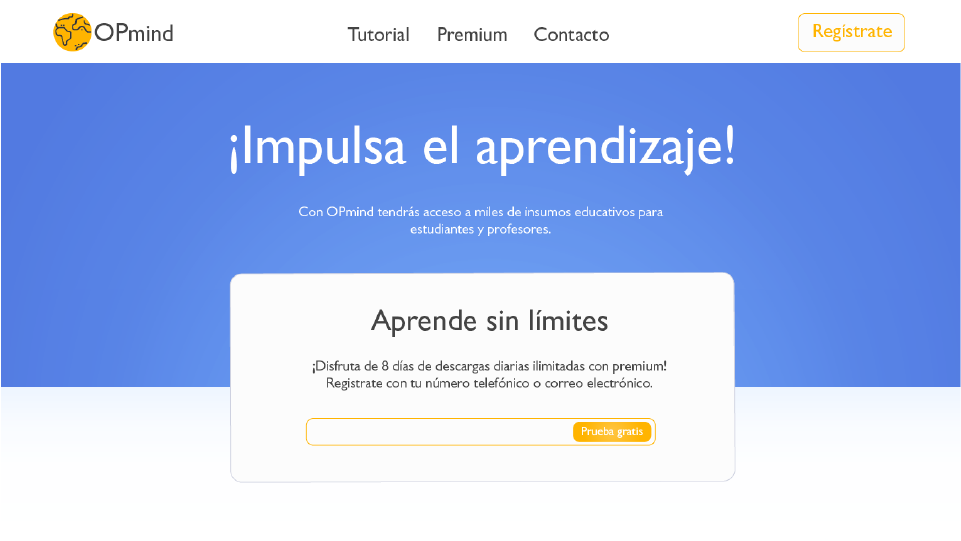 OPmind
Tutorial Premium Contacto
Regístrate
¡Impulsa el aprendizaje!
Con OPmind tendrás acceso a miles de insumos educativos para
estudiantes y profesores.
Aprende sin límites
¡Disfruta de 8 días de descargas diarias ilimitadas con premium!
Registrate con tu número telefónico o correo electrónico.
Prueba gratis